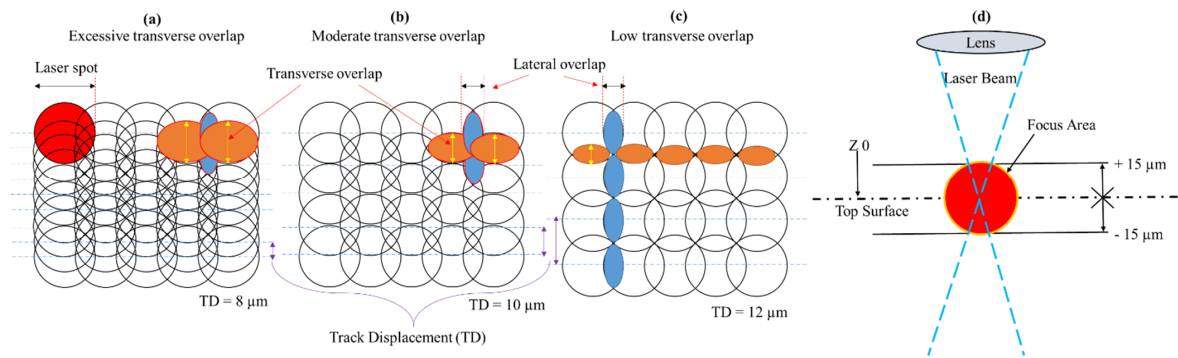 (a)
Excessive transverse overlap
Laser spot
Transverse overlap
TD = 8 µm
(b)
Moderate transverse overlap
Lateral overlap
TD = 10 µm
Track Displacement (TD)
(c)
Low transverse overlap
TD = 12 µm
(d)
Lens
Laser Beam
Focus Area
Z 0
+ 15 µm
Top Surface
- 15 µm